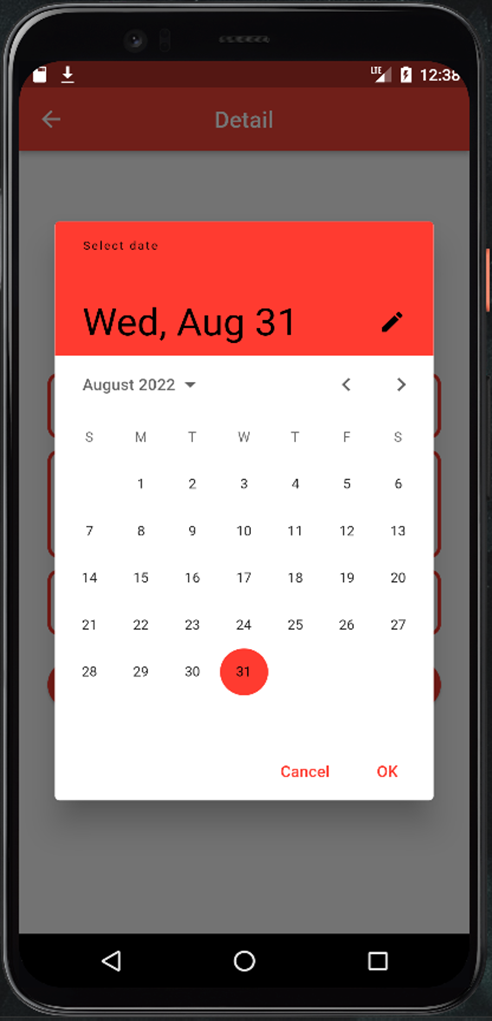 LTE 12:38
Detail
Select date
Wed, Aug 31
August 2022
S M T W T F S
1 2 3 4 5 6
7 8 9 10 11 12 13
14 15 16 17 18 19 20
21 22 23 24 25 26 27
28 29 30 31
Cancel OK